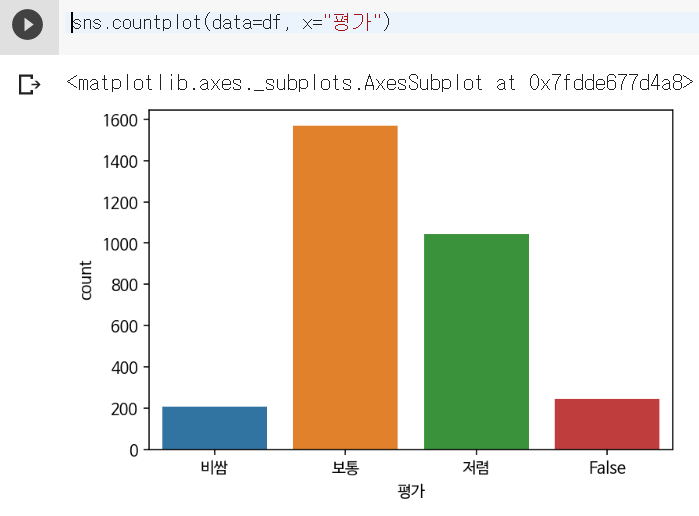 sns.countplot(data=df, x="평가")
<matplotlib.axes._subplots.AxesSubplot at 0x7fdde677d4a8>
1600
1400
1200
1000
800
600
400
200
0
count
비쌈 보통 저렴 False
평가